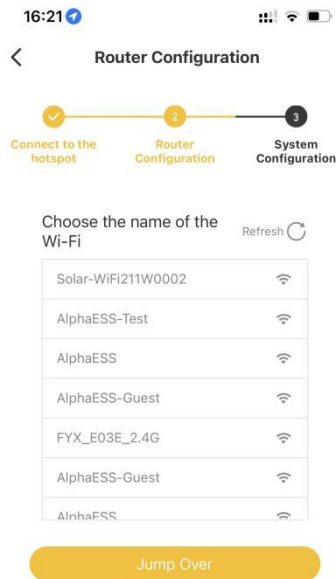 16:21
Router Configuration
2
3
Connect to the
hotspot
Router
Configuration
System
Configuration
Choose the name of the
Wi-Fi
Refresh
Solar-WiFi211W0002
AlphaESS-Test
AlphaESS
AlphaESS-Guest
FYX_E03E_2.4G
AlphaESS-Guest
AlphaESS
Jump Over